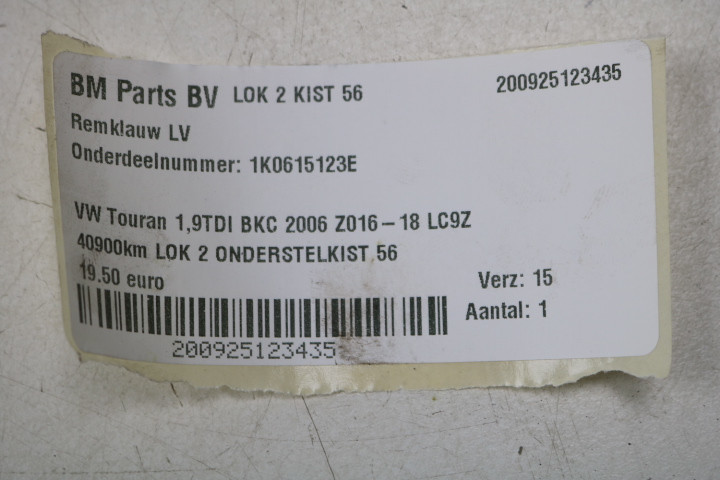 BM Parts BV LOK 2 KIST 56 200925123435
Remklauw LV
Onderdeelnummer: 1K0615123E
VW Touran 1,9TDI BKC 2006 Z016-18 LC9Z
40900km LOK 2 ONDERSTELKIST 56
19.50 euro Verz: 15
Aantal: 1
200925123435